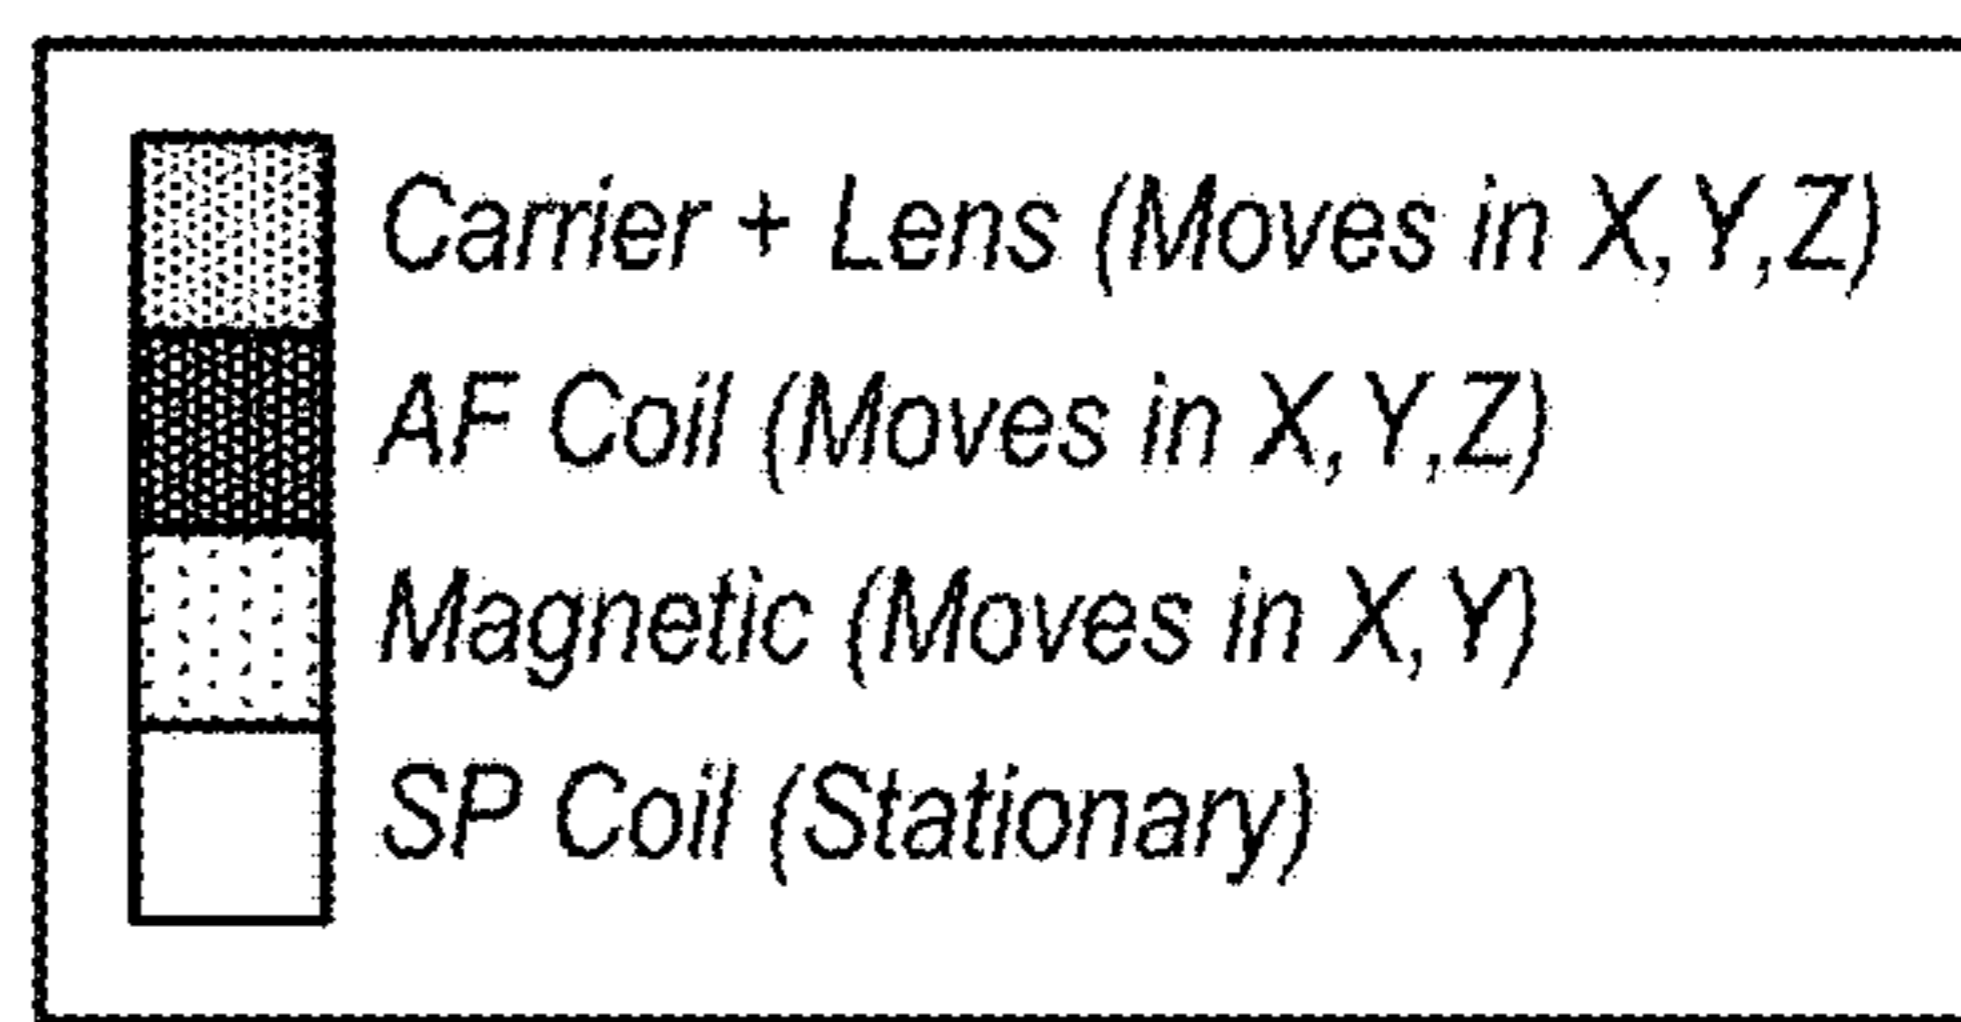 Carrier + Lens (Moves in X,Y,Z)
AF Coil (Moves in X,Y,Z)
Magnetic (Moves in X,Y)
SP Coil (Stationary)